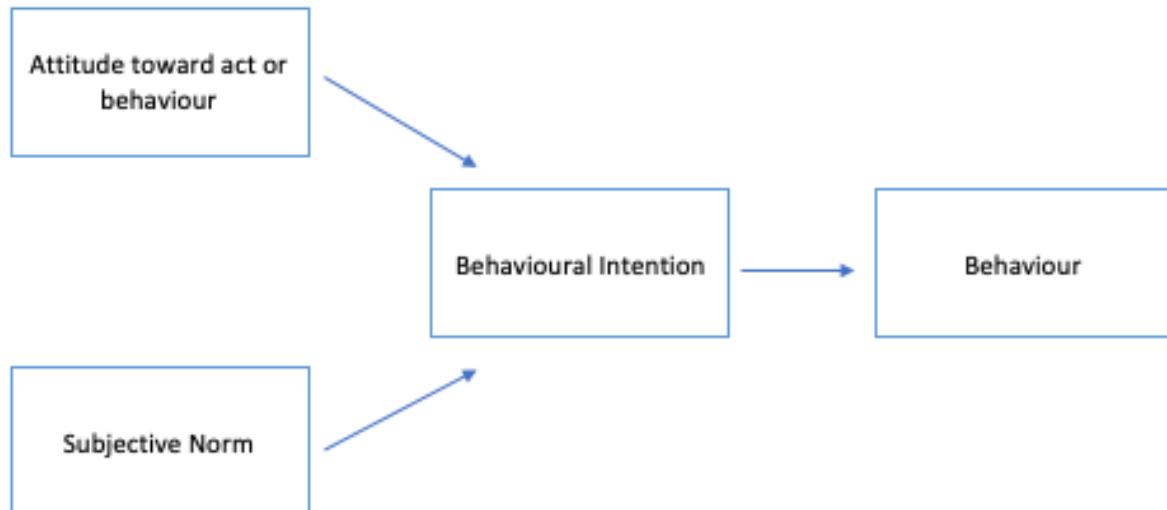 Attitude toward act or
behaviour
Behavioural Intention
Behaviour
Subjective Norm